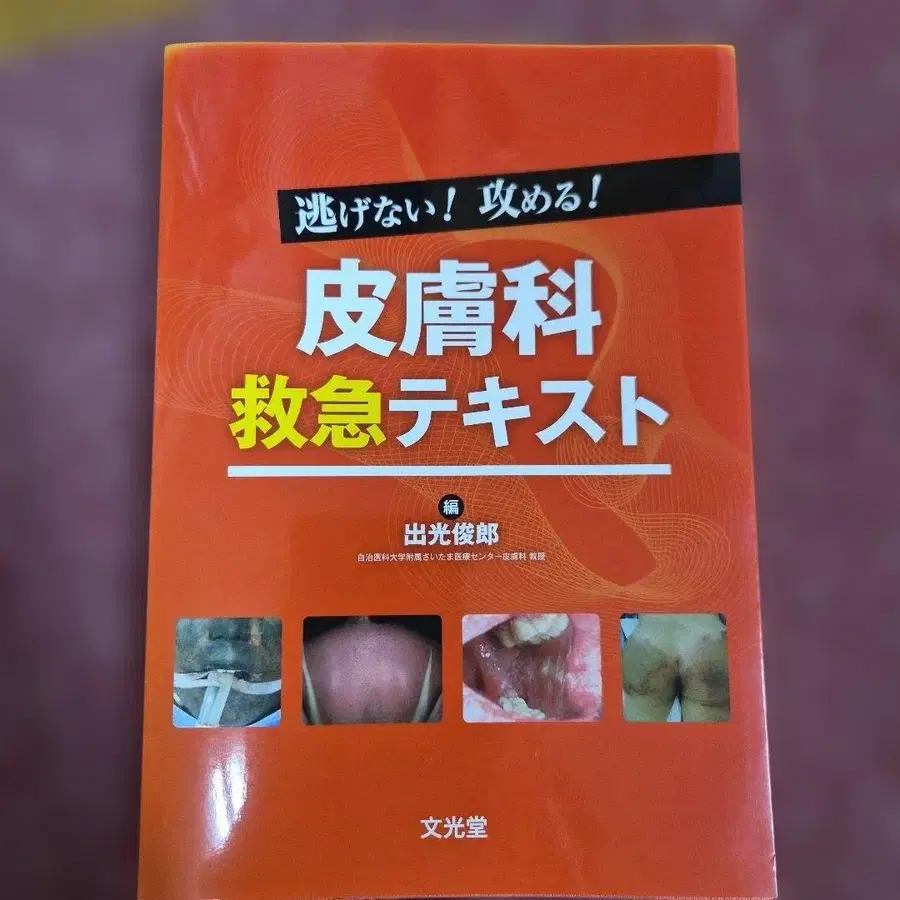 逃げない！ 攻める！
皮膚科
救急テキスト
編
出光俊郎
自治医科大学附属さいたま医療センター皮膚科 教授
文光堂